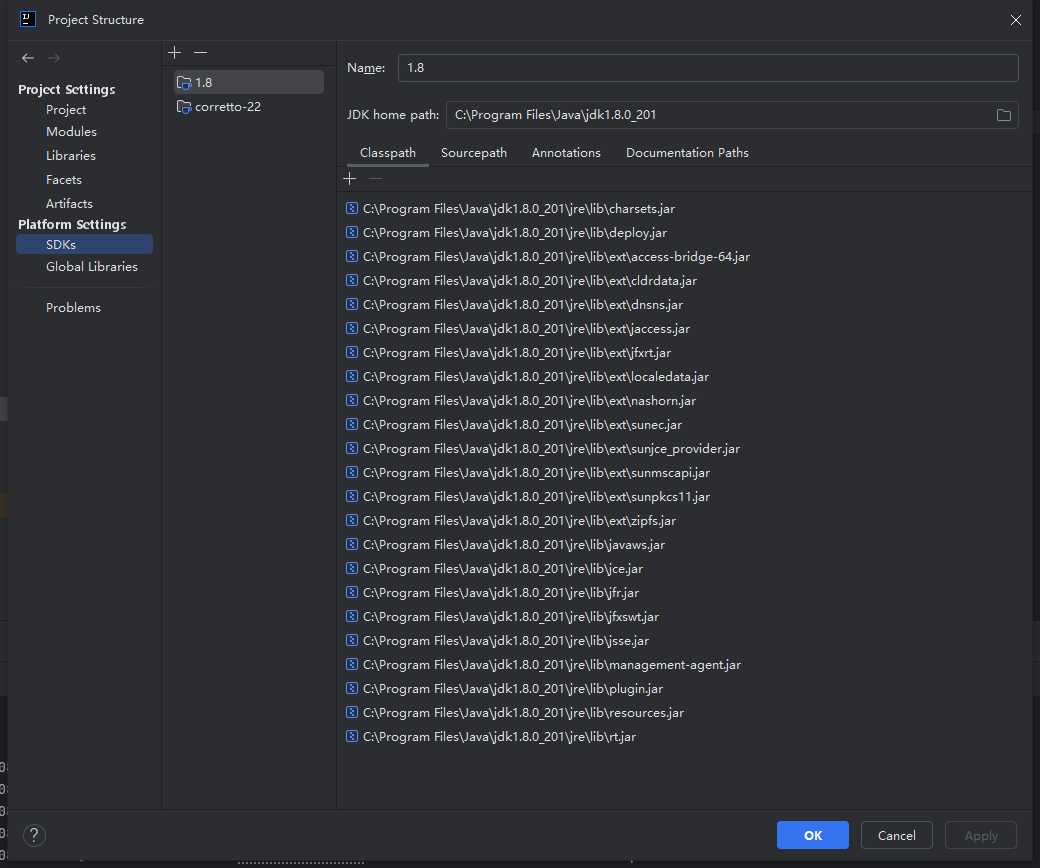 Project Structure
Project Settings
Project
Modules
Libraries
Facets
Artifacts
Platform Settings
SDKs
Global Libraries
Problems
1.8
corretto-22
Name: 1.8
JDK home path: C:\Program Files\Java\jdk1.8.0_201
Classpath Sourcepath Annotations Documentation Paths
C:\Program Files\Java\jdk1.8.0_201\jre\lib\charsets.jar
C:\Program Files\Java\jdk1.8.0_201\jre\lib\deploy.jar
C:\Program Files\Java\jdk1.8.0_201\jre\lib\ext\access-bridge-64.jar
C:\Program Files\Java\jdk1.8.0_201\jre\lib\ext\cldrdata.jar
C:\Program Files\Java\jdk1.8.0_201\jre\lib\ext\dnsns.jar
C:\Program Files\Java\jdk1.8.0_201\jre\lib\ext\jaccess.jar
C:\Program Files\Java\jdk1.8.0_201\jre\lib\ext\jfxrt.jar
C:\Program Files\Java\jdk1.8.0_201\jre\lib\ext\localedata.jar
C:\Program Files\Java\jdk1.8.0_201\jre\lib\ext\nashorn.jar
C:\Program Files\Java\jdk1.8.0_201\jre\lib\ext\sunec.jar
C:\Program Files\Java\jdk1.8.0_201\jre\lib\ext\sunjce_provider.jar
C:\Program Files\Java\jdk1.8.0_201\jre\lib\ext\sunmscapi.jar
C:\Program Files\Java\jdk1.8.0_201\jre\lib\ext\sunpkcs11.jar
C:\Program Files\Java\jdk1.8.0_201\jre\lib\ext\zipfs.jar
C:\Program Files\Java\jdk1.8.0_201\jre\lib\javaws.jar
C:\Program Files\Java\jdk1.8.0_201\jre\lib\jce.jar
C:\Program Files\Java\jdk1.8.0_201\jre\lib\jfr.jar
C:\Program Files\Java\jdk1.8.0_201\jre\lib\jfxswt.jar
C:\Program Files\Java\jdk1.8.0_201\jre\lib\jsse.jar
C:\Program Files\Java\jdk1.8.0_201\jre\lib\management-agent.jar
C:\Program Files\Java\jdk1.8.0_201\jre\lib\plugin.jar
C:\Program Files\Java\jdk1.8.0_201\jre\lib\resources.jar
C:\Program Files\Java\jdk1.8.0_201\jre\lib\rt.jar
? OK Cancel Apply